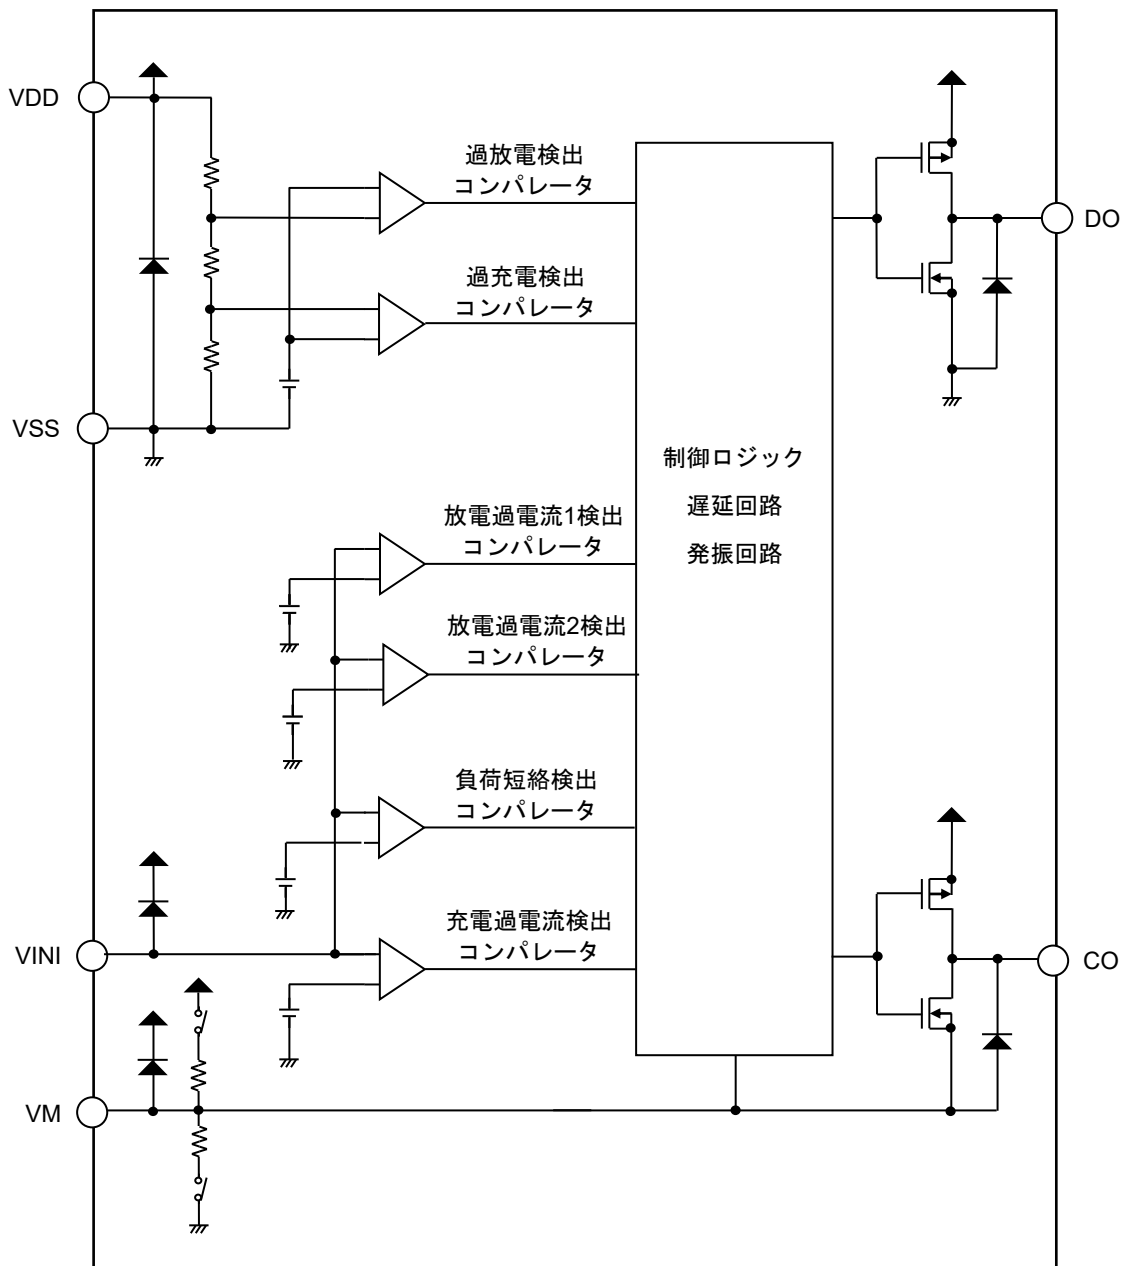 VDD
過放電検出
コンパレータ
DO
過充電検出
コンパレータ
VSS
制御ロジック
遅延回路
発振回路
放電過電流1検出
コンパレータ
放電過電流2検出
コンパレータ
負荷短絡検出
コンパレータ
充電過電流検出
コンパレータ
VINI
CO
VM